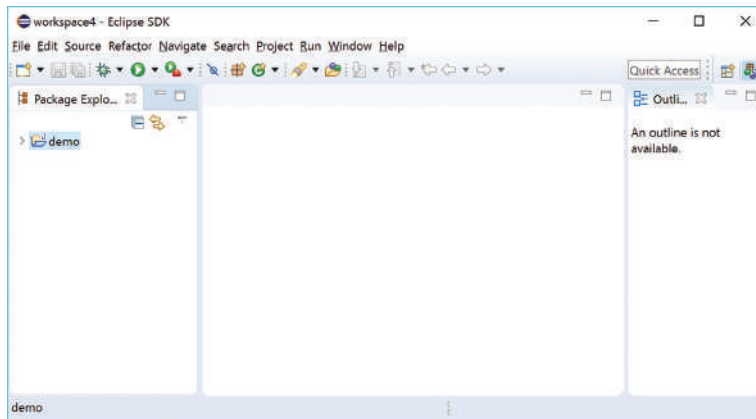 workspace4 - Eclipse SDK
File Edit Source Refactor Navigate Search Project Run Window Help
Quick Access
Package Explo...
Outli...
demo
An outline is not
available.
demo